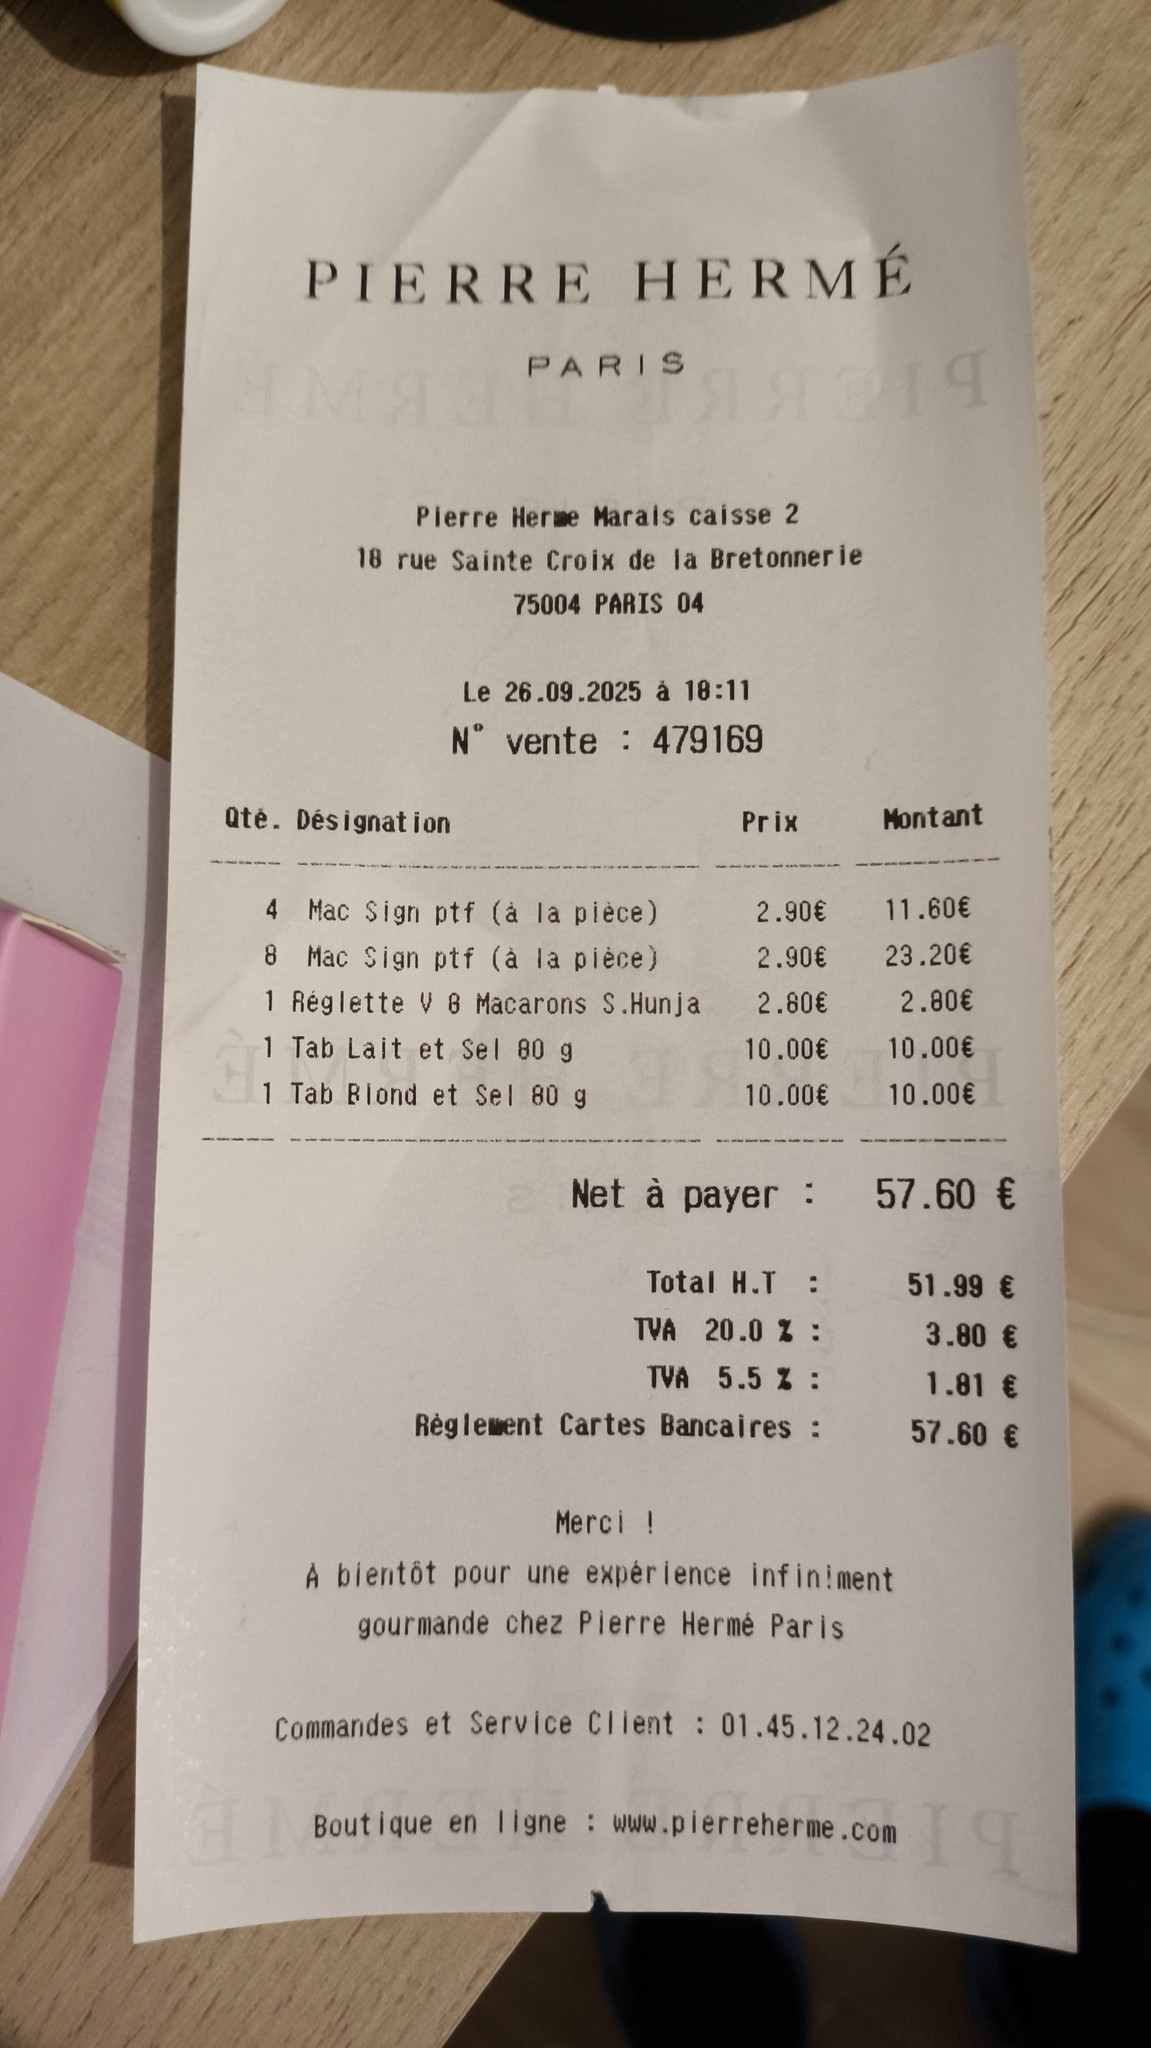 PIERRE HERMÉ
PARIS
Pierre Herme Marais caisse 2
18 rue Sainte Croix de la Bretonnerie
75004 PARIS 04
Le 26.09.2025 à 18:11
N° vente : 479169
Qté. Désignation Prix Montant
4 Mac Sign ptf (à la pièce) 2.90€ 11.60€
8 Mac Sign ptf (à la pièce) 2.90€ 23.20€
1 Réglette V 8 Macarons S.Hunja 2.80€ 2.80€
1 Tab Lait et Sel 80 g 10.00€ 10.00€
1 Tab Blond et Sel 80 g 10.00€ 10.00€
Net à payer : 57.60 €
Total H.T : 51.99 €
TVA 20.0 % : 3.80 €
TVA 5.5 % : 1.81 €
Règlement Cartes Bancaires : 57.60 €
Merci !
À bientôt pour une expérience infin!ment
gourmande chez Pierre Hermé Paris
Commandes et Service Client : 01.45.12.24.02
Boutique en ligne : www.pierreherme.com